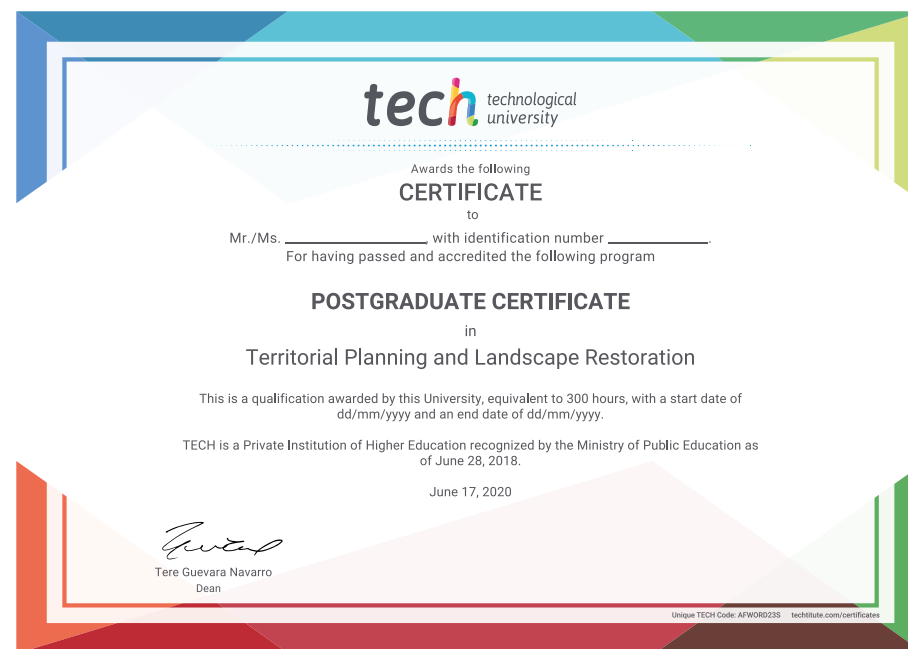 tech technological
university
Awards the following
CERTIFICATE
to
Mr./Ms. ____________________, with identification number ______________.
For having passed and accredited the following program
POSTGRADUATE CERTIFICATE
in
Territorial Planning and Landscape Restoration
This is a qualification awarded by this University, equivalent to 300 hours, with a start date of
dd/mm/yyyy and an end date of dd/mm/yyyy.
TECH is a Private Institution of Higher Education recognized by the Ministry of Public Education as
of June 28, 2018.
June 17, 2020
Tere Guevara Navarro
Dean
Unique TECH Code: AFWORD23S techtitute.com/certificates